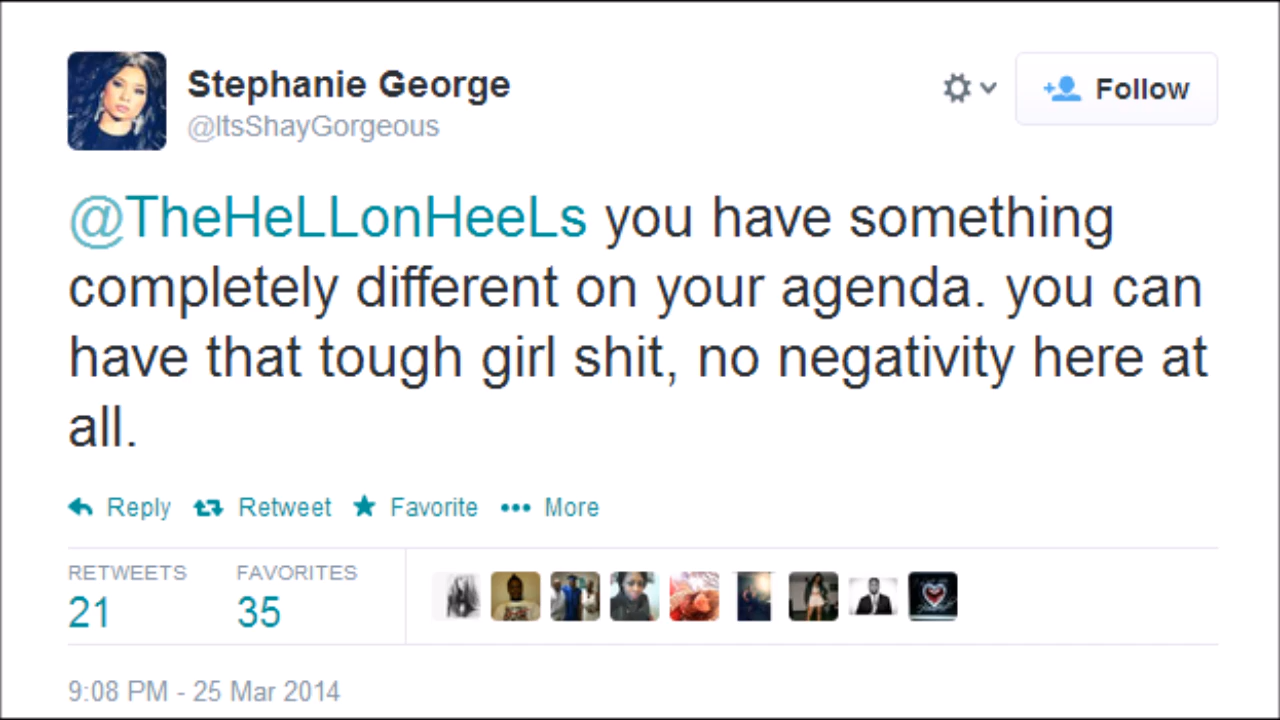 Stephanie George
@ItsShayGorgeous
Follow
@TheHeLLonHeeLs you have something
completely different on your agenda. you can
have that tough girl shit, no negativity here at
all.
Reply Retweet Favorite More
RETWEETS FAVORITES
21 35
9:08 PM - 25 Mar 2014